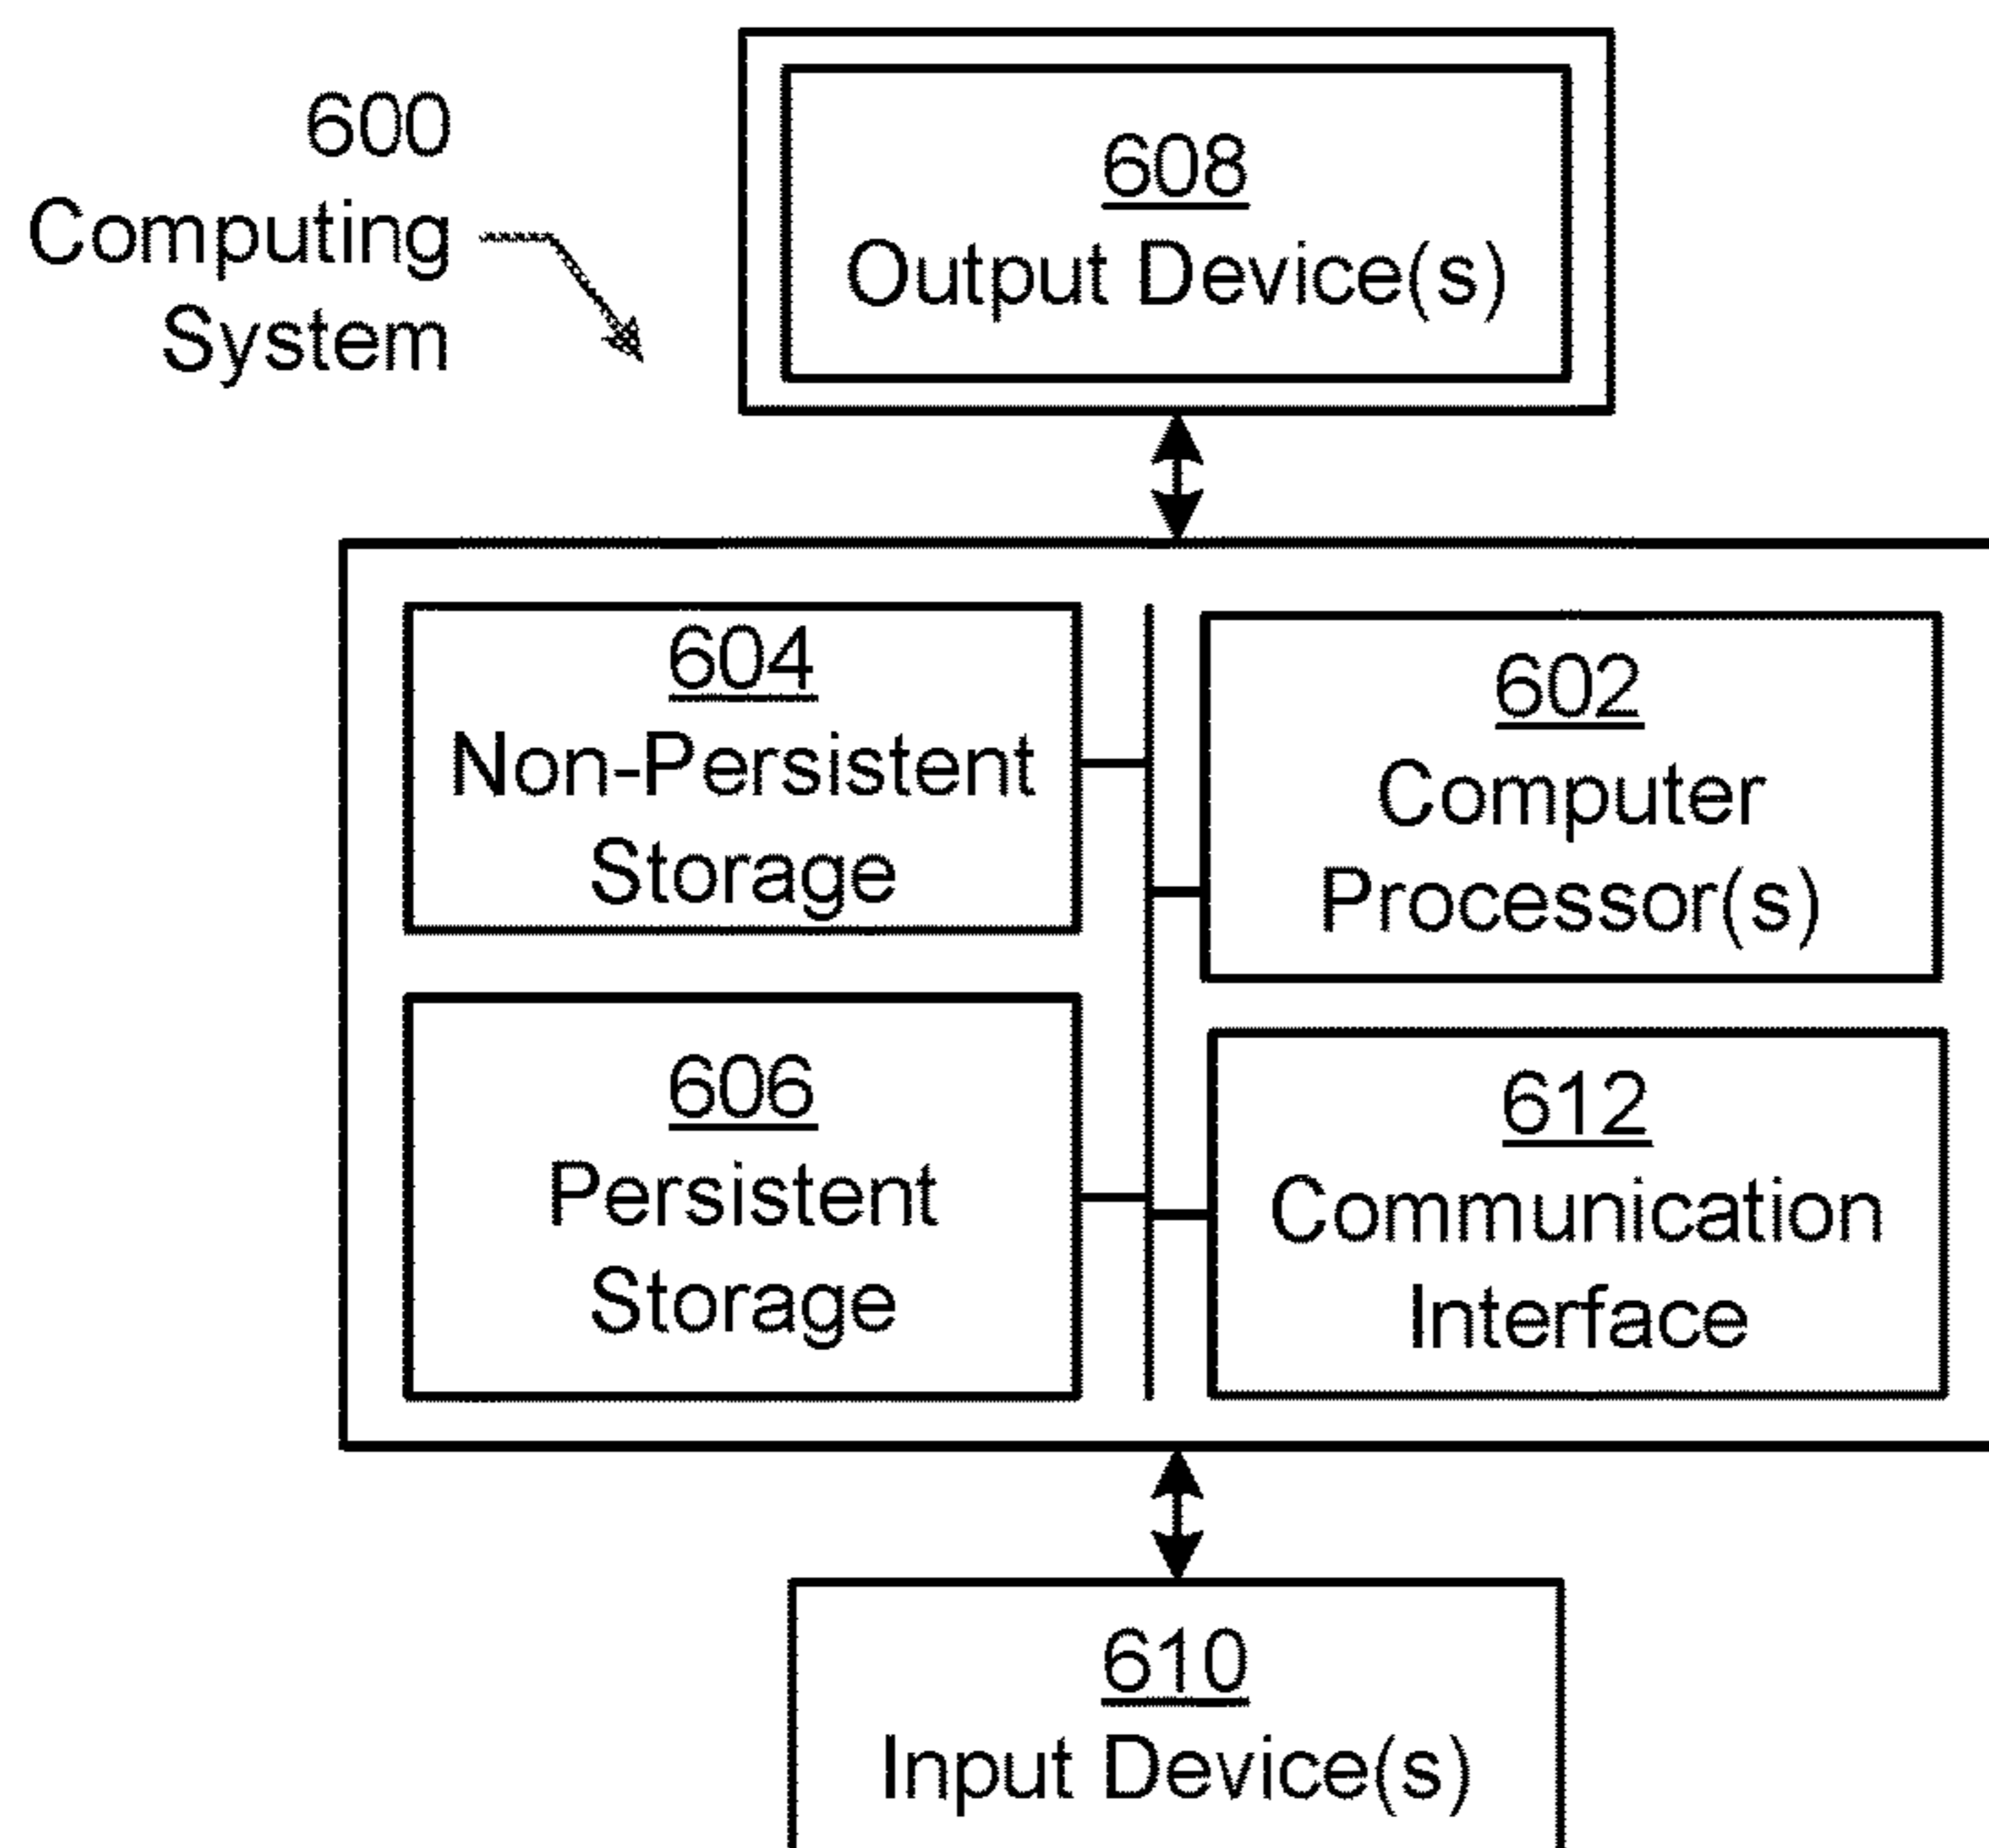 600
Computing
System
608
Output Device(s)
604
Non-Persistent
Storage
602
Computer
Processor(s)
606
Persistent
Storage
612
Communication
Interface
610
Input Device(s)